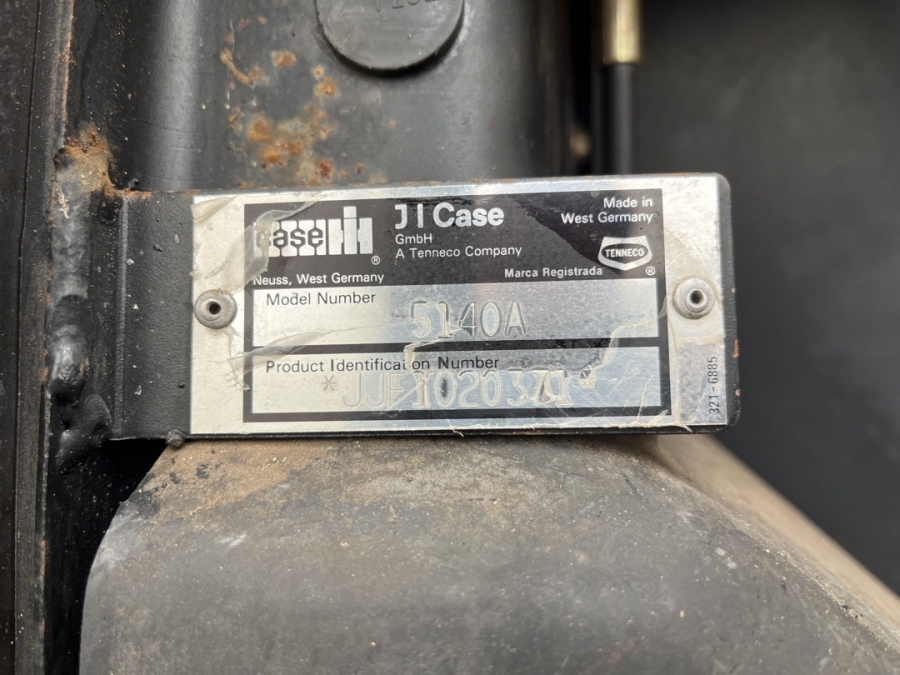 case IH ®
J I Case
GmbH
A Tenneco Company
Made in
West Germany
TENNECO
Neuss, West Germany
Marca Registrada ®
Model Number
5140A
Product Identification Number
321-6885